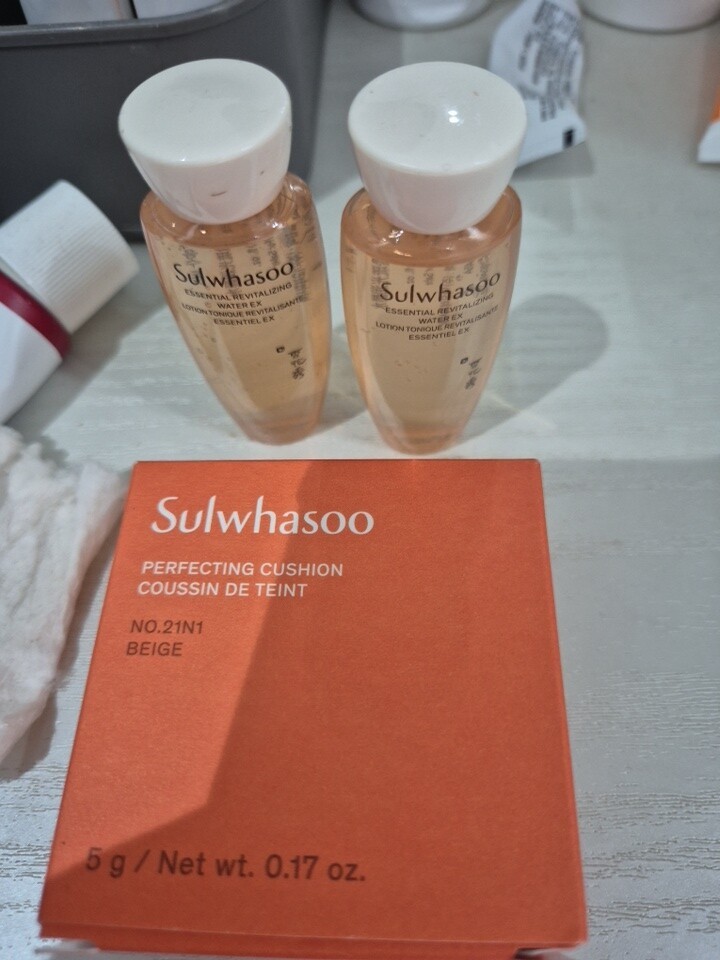 Sulwhasoo
ESSENTIAL REVITALIZING
WATER EX
LOTION TONIQUE REVITALISANTE
ESSENTIEL EX
Sulwhasoo
ESSENTIAL REVITALIZING
WATER EX
LOTION TONIQUE REVITALISANTE
ESSENTIEL EX
Sulwhasoo
PERFECTING CUSHION
COUSSIN DE TEINT
NO.21N1
BEIGE
5 g / Net wt. 0.17 oz.